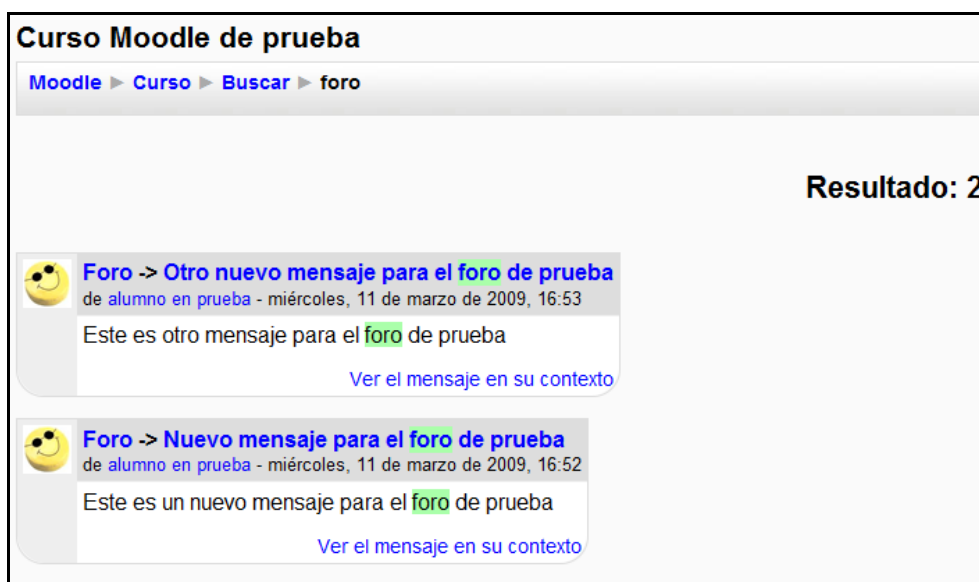 Curso Moodle de prueba
Moodle ► Curso ► Buscar ► foro
Resultado: 2
Foro -> Otro nuevo mensaje para el foro de prueba
de alumno en prueba - miércoles, 11 de marzo de 2009, 16:53
Este es otro mensaje para el foro de prueba
Ver el mensaje en su contexto
Foro -> Nuevo mensaje para el foro de prueba
de alumno en prueba - miércoles, 11 de marzo de 2009, 16:52
Este es un nuevo mensaje para el foro de prueba
Ver el mensaje en su contexto